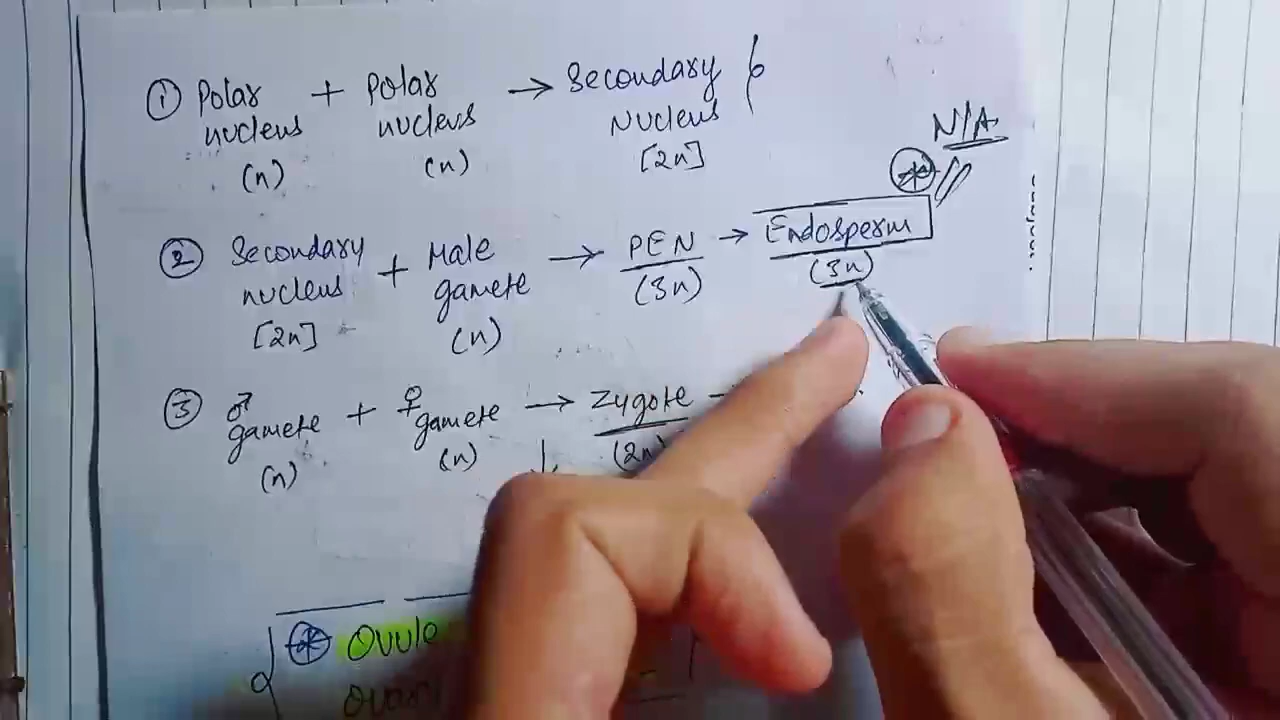 ① Polar nucleus (n) + Polar nucleus (n) → Secondary Nucleus [2n]
N/A
② Secondary nucleus [2n] + Male gamete (n) → PEN (3n) → Endosperm (3n)
③ ♂ gamete (n) + ♀ gamete (n) → Zygote (2n)
Ovule